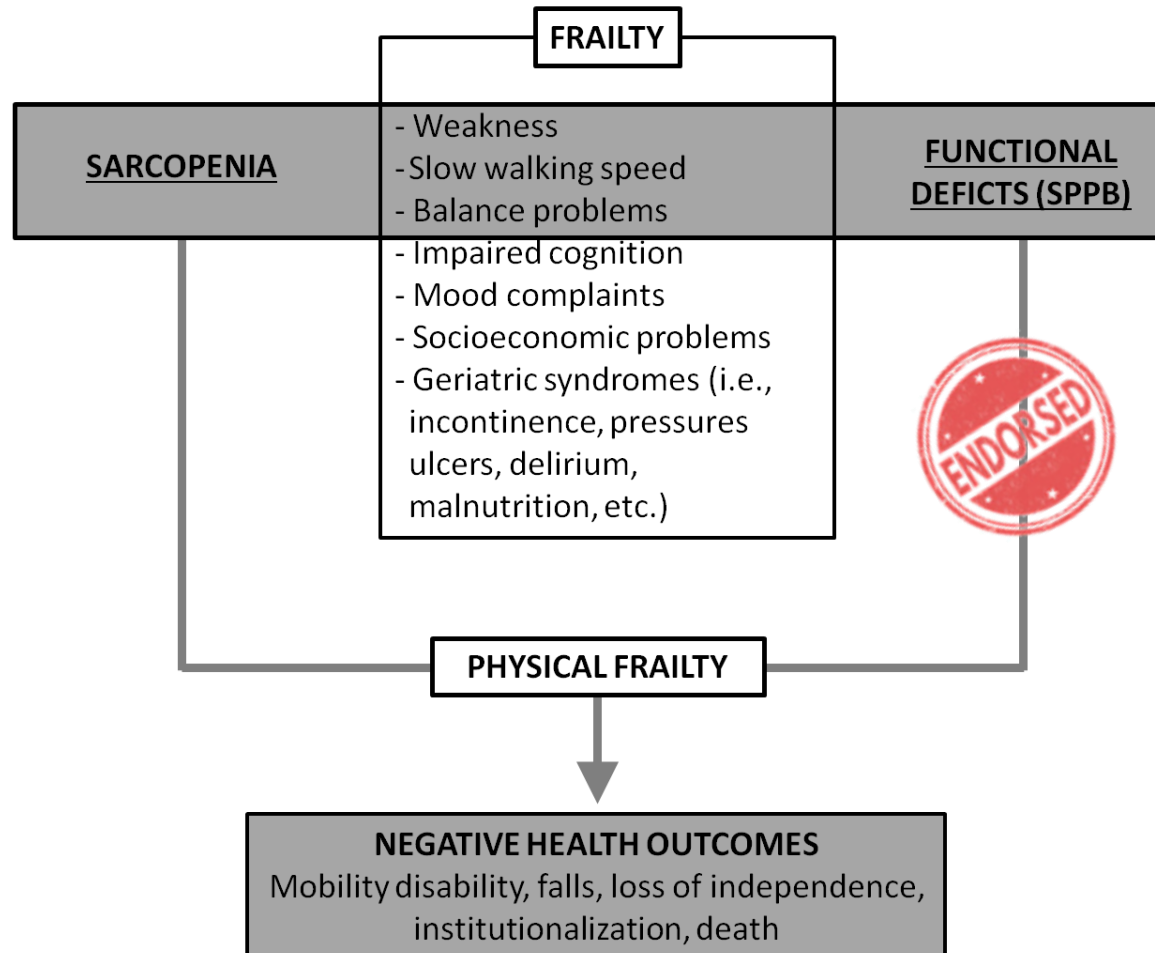 FRAILTY
SARCOPENIA
- Weakness
-Slow walking speed
- Balance problems
- Impaired cognition
- Mood complaints
- Socioeconomic problems
- Geriatric syndromes (i.e.,
incontinence, pressures
ulcers, delirium,
malnutrition, etc.)
FUNCTIONAL
DEFICTS (SPPB)
ENDORSED
PHYSICAL FRAILTY
NEGATIVE HEALTH OUTCOMES
Mobility disability, falls, loss of independence,
institutionalization, death